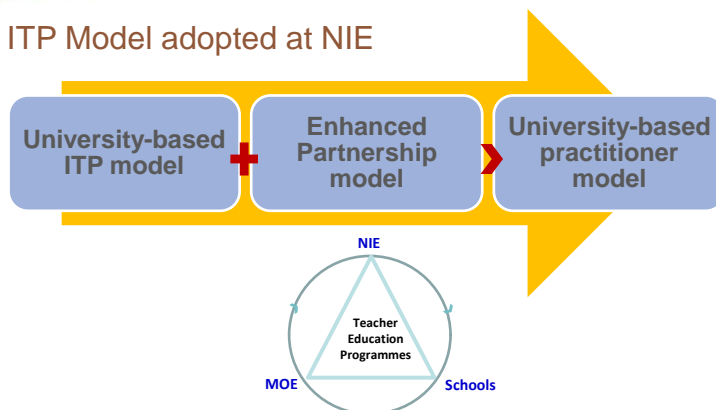 ITP Model adopted at NIE
University-based
ITP model
Enhanced
Partnership
model
University-based
practitioner
model
NIE
Teacher
Education
Programmes
MOE
Schools